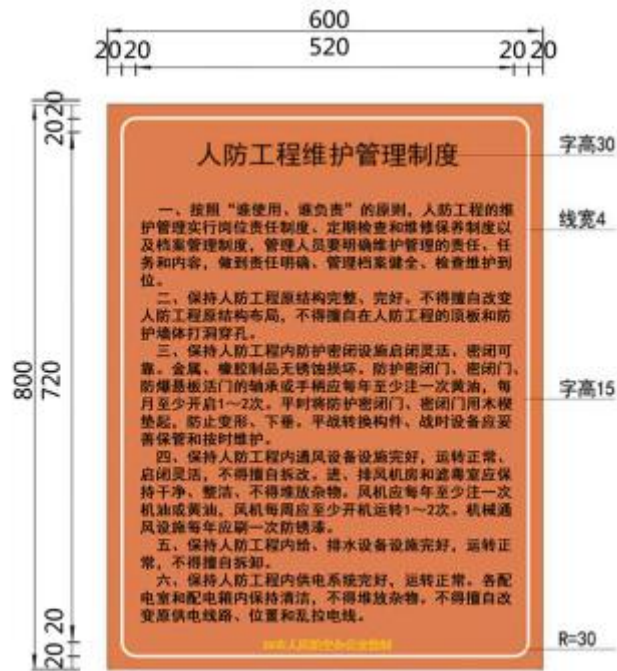 600
20 20 520 20 20
20 20
800
720
20 20
人防工程维护管理制度
字高30
一、按照“谁使用、谁负责”的原则，人防工程的维
护管理实行岗位责任制度、定期检查和维修保养制度以
线宽4
及档案管理制度，管理人员要明确维护管理的责任、任
务和内容，做到责任明确、管理档案健全、检查维护到
位。
二、保持人防工程原结构完整、完好。不得擅自改变
人防工程原结构布局，不得擅自在人防工程的顶板和防
护墙体打洞穿孔。
三、保持人防工程内防护密闭设施启闭灵活、密闭可
靠。金属、橡胶制品无锈蚀损坏。防护密闭门、密闭门、
防爆悬板活门的轴承或手柄应每年至少注一次黄油，每
字高15
月至少开启1～2次。平时将防护密闭门、密闭门用木楔
垫起，防止变形、下垂。平战转换构件、战时设备应妥
善保管和按时维护。
四、保持人防工程内通风设备设施完好，运转正常、
启闭灵活，不得擅自拆改。进、排风机房和滤毒室应保
持干净、整洁、不得堆放杂物。风机应每年至少注一次
机油或黄油，风机每周应至少开机运转1～2次。机械通
风设施每年应刷一次防锈漆。
五、保持人防工程内给、排水设备设施完好，运转正
常，不得擅自拆卸。
六、保持人防工程内供电系统完好、运转正常。各配
电室和配电箱内保持清洁，不得堆放杂物。不得擅自改
变原供电线路、位置和乱拉电线。
市人民防空办公室监制
R=30